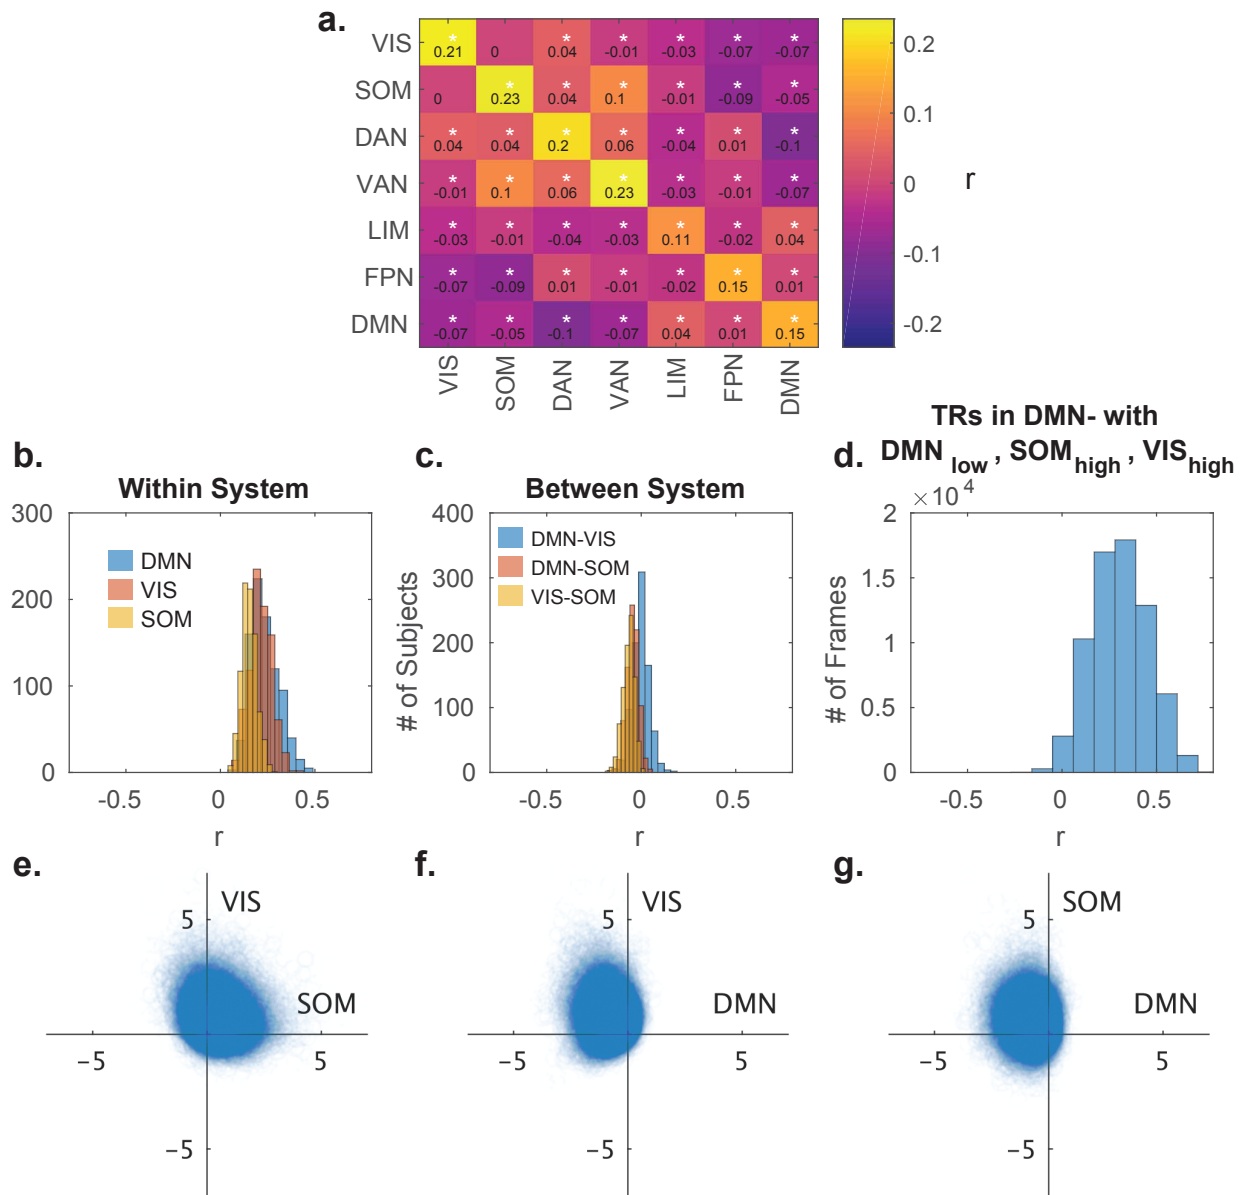 a.
VIS * 0.21 0 * 0.04 * -0.01 * -0.03 * -0.07 * -0.07
SOM 0 * 0.23 * 0.04 * 0.1 * -0.01 * -0.09 * -0.05
DAN * 0.04 * 0.04 * 0.2 * 0.06 * -0.04 * 0.01 * -0.1
VAN * -0.01 * 0.1 * 0.06 * 0.23 * -0.03 * -0.01 * -0.07
LIM * -0.03 * -0.01 * -0.04 * -0.03 * 0.11 * -0.02 * 0.04
FPN * -0.07 * -0.09 * 0.01 * -0.01 * -0.02 * 0.15 * 0.01
DMN * -0.07 * -0.05 * -0.1 * -0.07 * 0.04 * 0.01 * 0.15
VIS SOM DAN VAN LIM FPN DMN
0.2
0.1
0
-0.1
-0.2
r
b.
Within System
300
200
100
0
DMN
VIS
SOM
-0.5 0 0.5
r
c.
Between System
# of Subjects
400
300
200
100
0
DMN-VIS
DMN-SOM
VIS-SOM
-0.5 0 0.5
r
d.
TRs in DMN- with
DMN low , SOM high , VIS high
×10 4
# of Frames
2
1.5
1
0.5
0
-0.5 0 0.5
r
e.
VIS
5
SOM
−5 5
−5
f.
VIS
5
DMN
−5 5
−5
g.
SOM
5
DMN
−5 5
−5